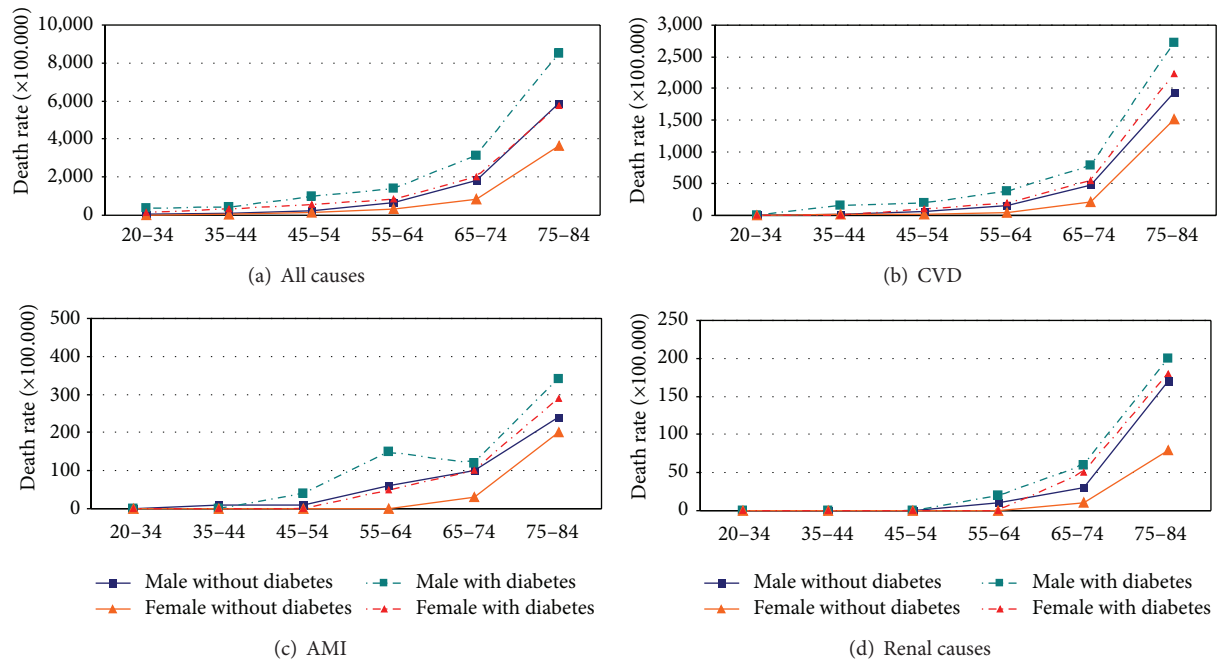 Death rate (×100.000)
10,000
8,000
6,000
4,000
2,000
0
20–34 35–44 45–54 55–64 65–74 75–84
(a) All causes
Death rate (×100.000)
3,000
2,500
2,000
1,500
1,000
500
0
20–34 35–44 45–54 55–64 65–74 75–84
(b) CVD
Death rate (×100.000)
500
400
300
200
100
0
20–34 35–44 45–54 55–64 65–74 75–84
Male without diabetes Male with diabetes
Female without diabetes Female with diabetes
(c) AMI
Death rate (×100.000)
250
200
150
100
50
0
20–34 35–44 45–54 55–64 65–74 75–84
Male without diabetes Male with diabetes
Female without diabetes Female with diabetes
(d) Renal causes